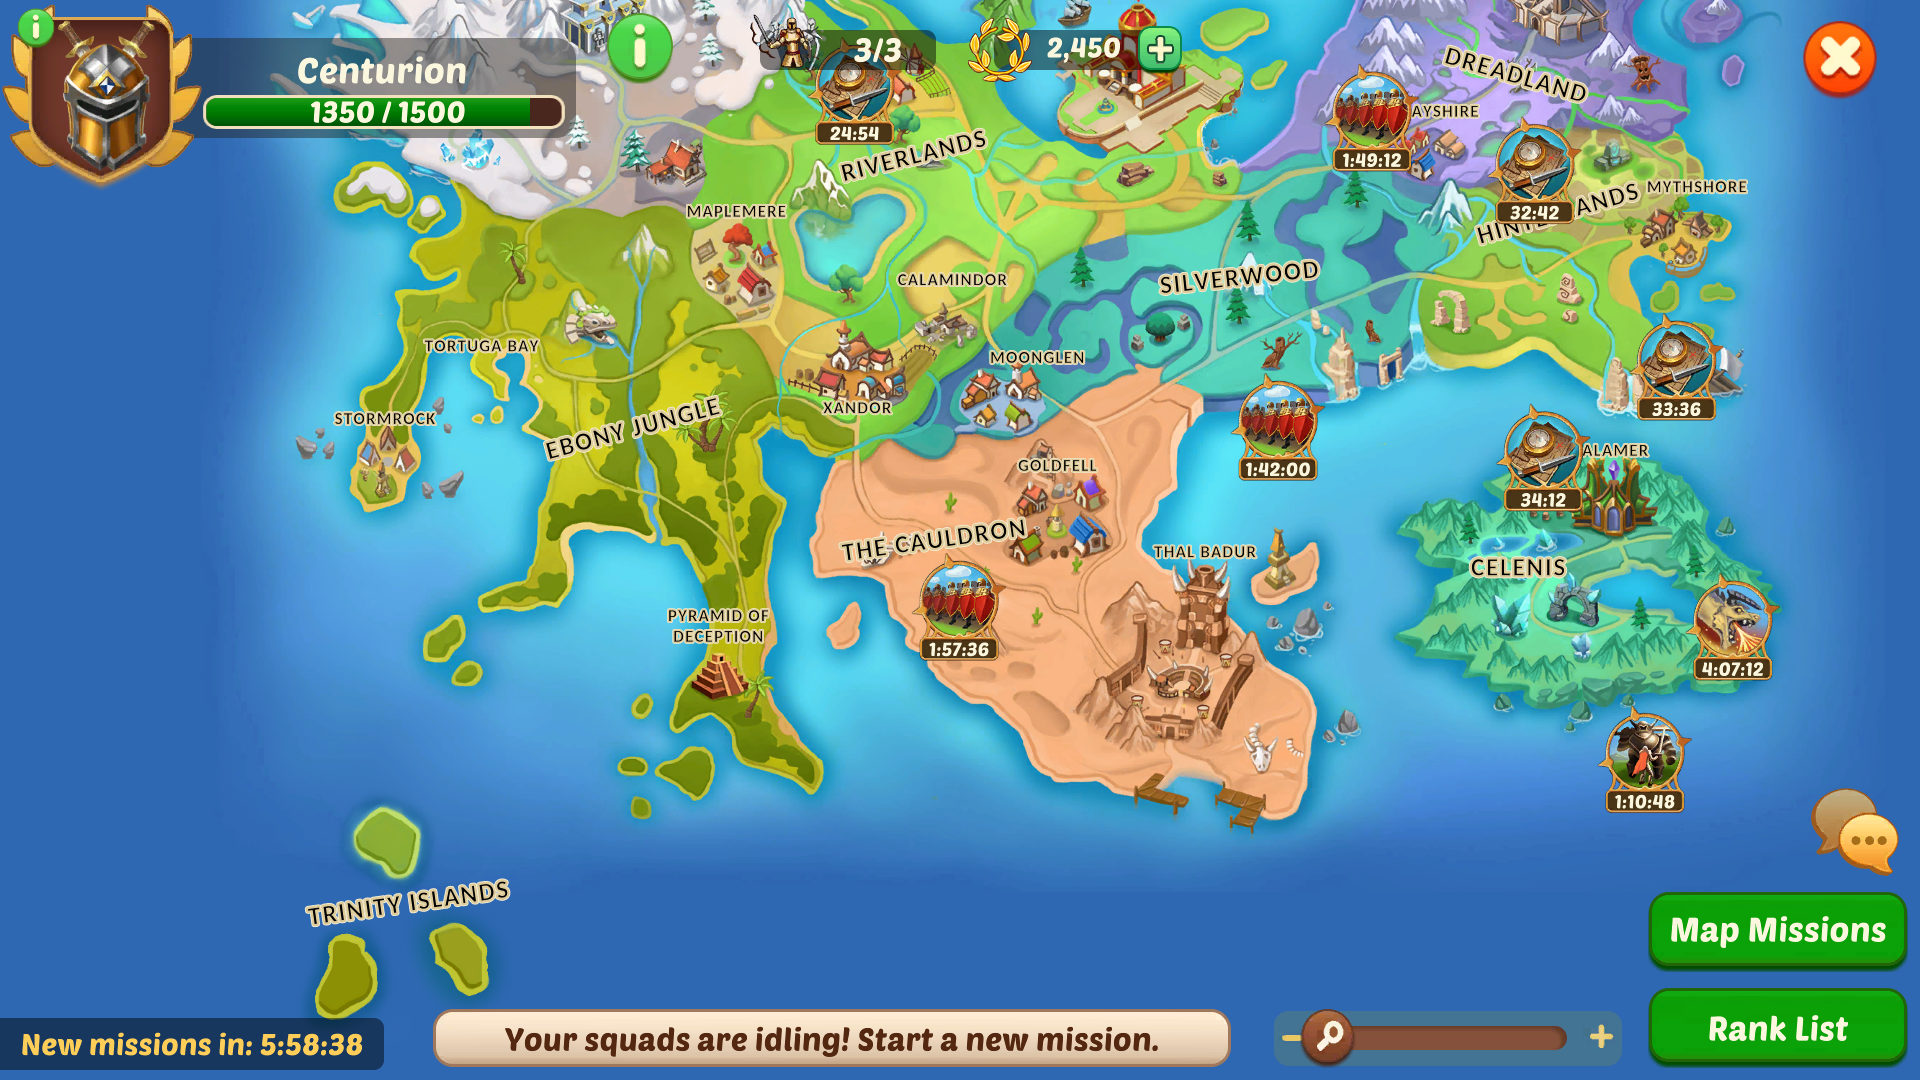 Centurion
1350 / 1500
3/3
2,450
24:54
RIVERLANDS
DREADLAND
AYSHIRE
1:49:12
32:42
MYTHSHORE
MAPLEMERE
CALAMINDOR
SILVERWOOD
TORTUGA BAY
MOONGLEN
XANDOR
33:36
STORMROCK
EBONY JUNGLE
1:42:00
GOLDFELL
ALAMER
34:12
THE CAULDRON
THAL BADUR
CELENIS
PYRAMID OF
DECEPTION
1:57:36
4:07:12
1:10:48
TRINITY ISLANDS
Map Missions
Rank List
New missions in: 5:58:38
Your squads are idling! Start a new mission.